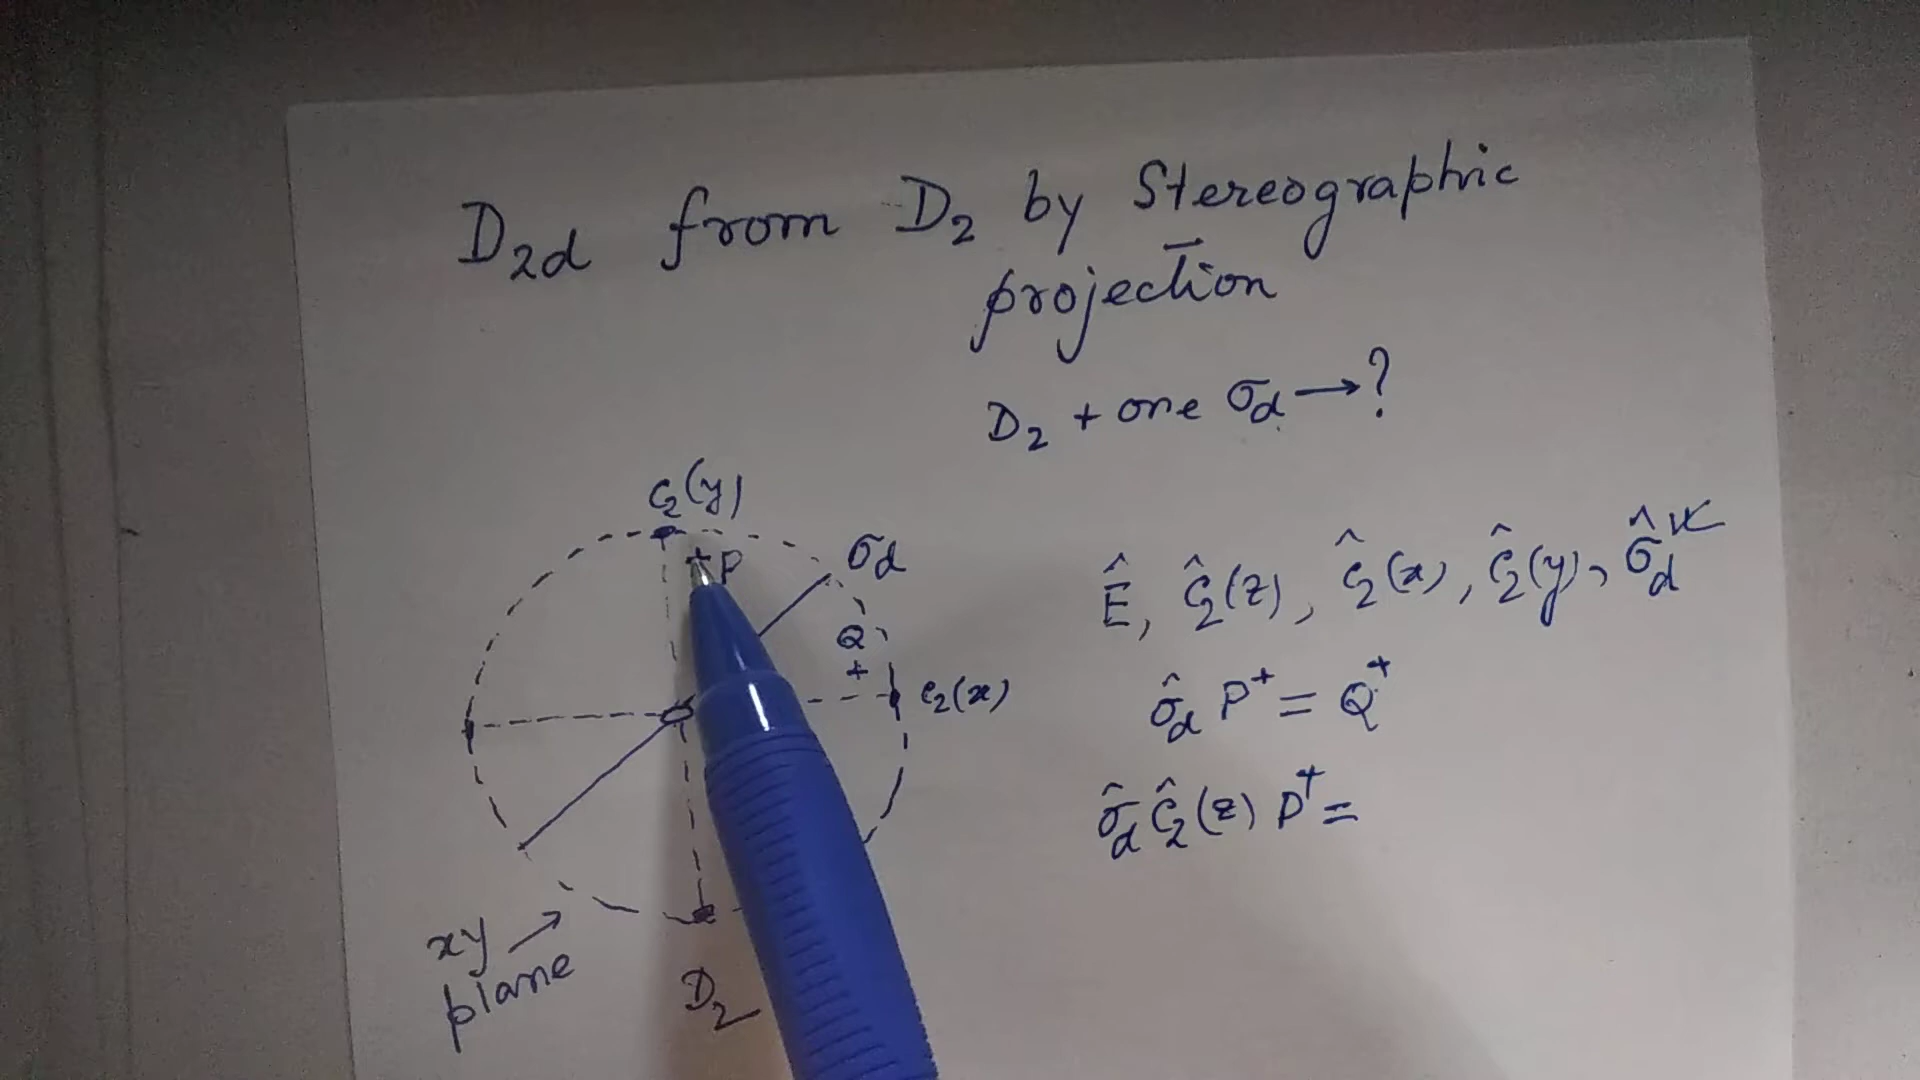 D₂d from D₂ by Stereographic
projection
D₂ + one σd → ?
C₂(y)
+ P
σd
Q
+
C₂(x)
xy
plane
D₂
Ê, Ĉ₂(z), Ĉ₂(x), Ĉ₂(y), σ̂d
σ̂d P⁺ = Q⁺
σ̂d Ĉ₂(z) P⁺ =